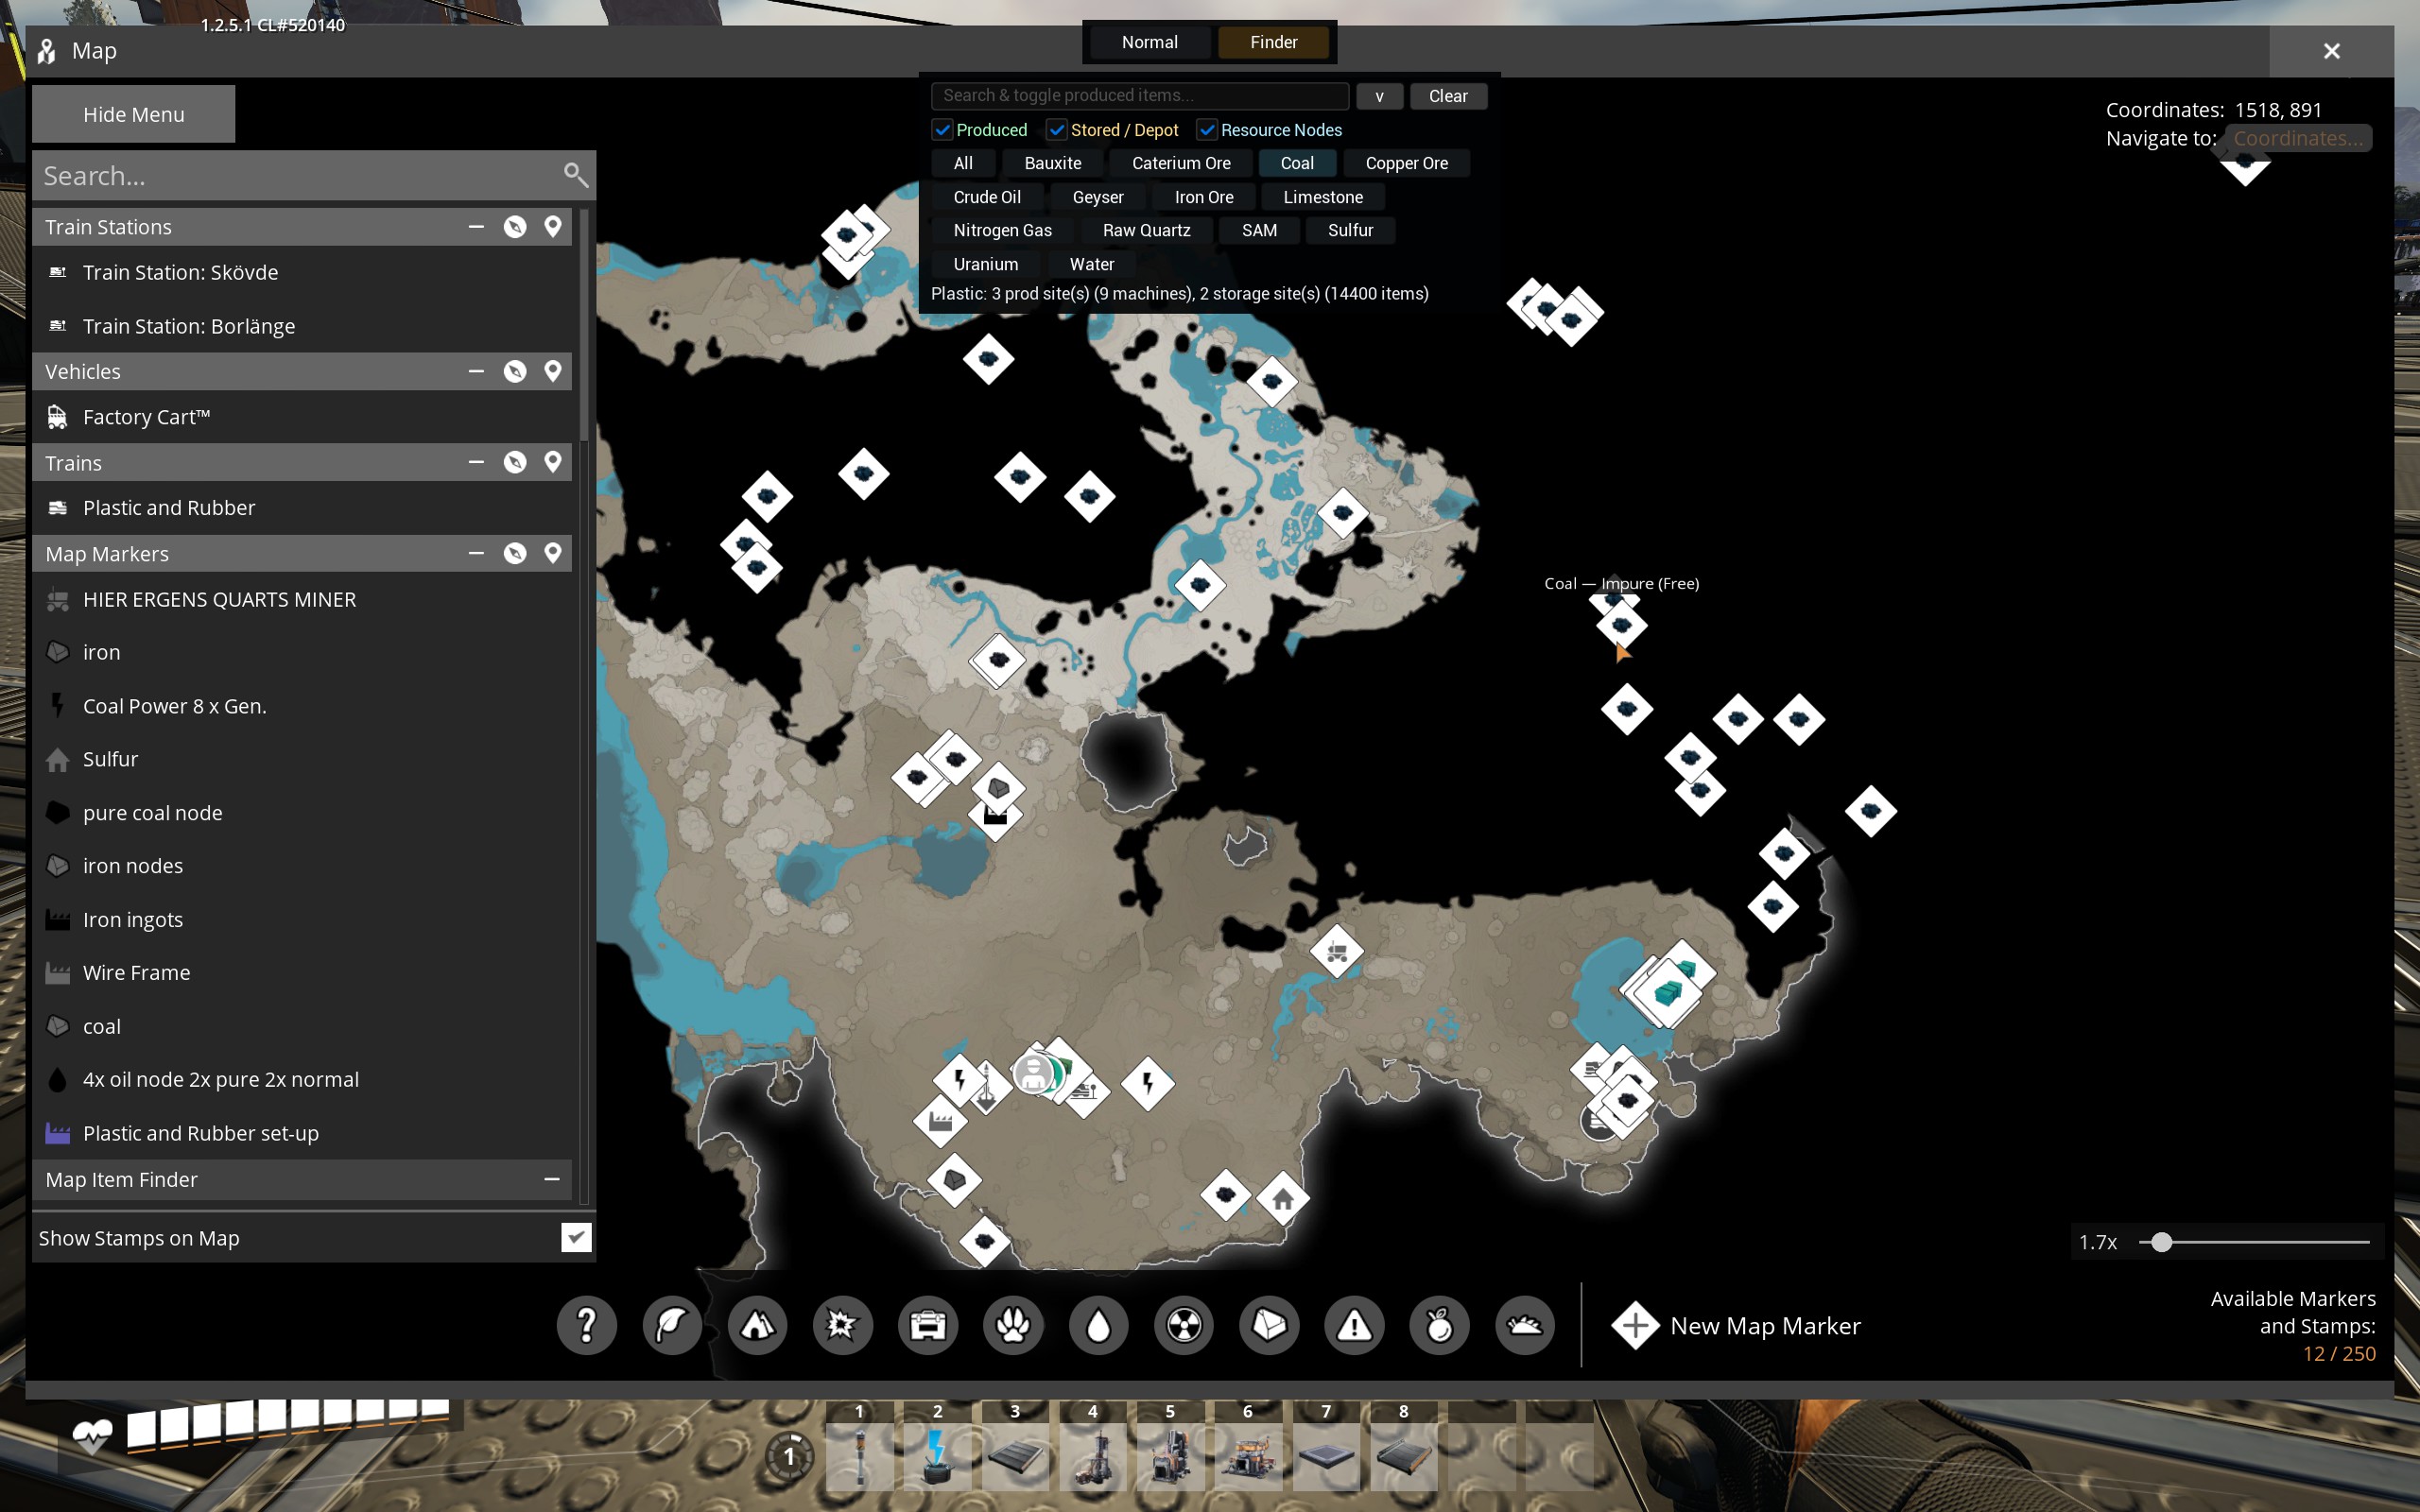 1.2.5.1 CL#520140
Normal
Finder
Map
Hide Menu
Search & toggle produced items...
v
Clear
Coordinates: 1518, 891
Navigate to: Coordinates...
Produced
Stored / Depot
Resource Nodes
All
Bauxite
Caterium Ore
Coal
Copper Ore
Crude Oil
Geyser
Iron Ore
Limestone
Nitrogen Gas
Raw Quartz
SAM
Sulfur
Uranium
Water
Plastic: 3 prod site(s) (9 machines), 2 storage site(s) (14400 items)
Search...
Train Stations
Train Station: Skövde
Train Station: Borlänge
Vehicles
Factory Cart™
Trains
Plastic and Rubber
Map Markers
HIER ERGENS QUARTS MINER
iron
Coal Power 8 x Gen.
Sulfur
pure coal node
iron nodes
Iron ingots
Wire Frame
coal
4x oil node 2x pure 2x normal
Plastic and Rubber set-up
Map Item Finder
Show Stamps on Map
Coal — Impure (Free)
1.7x
New Map Marker
Available Markers
and Stamps:
12 / 250
1
1
2
3
4
5
6
7
8